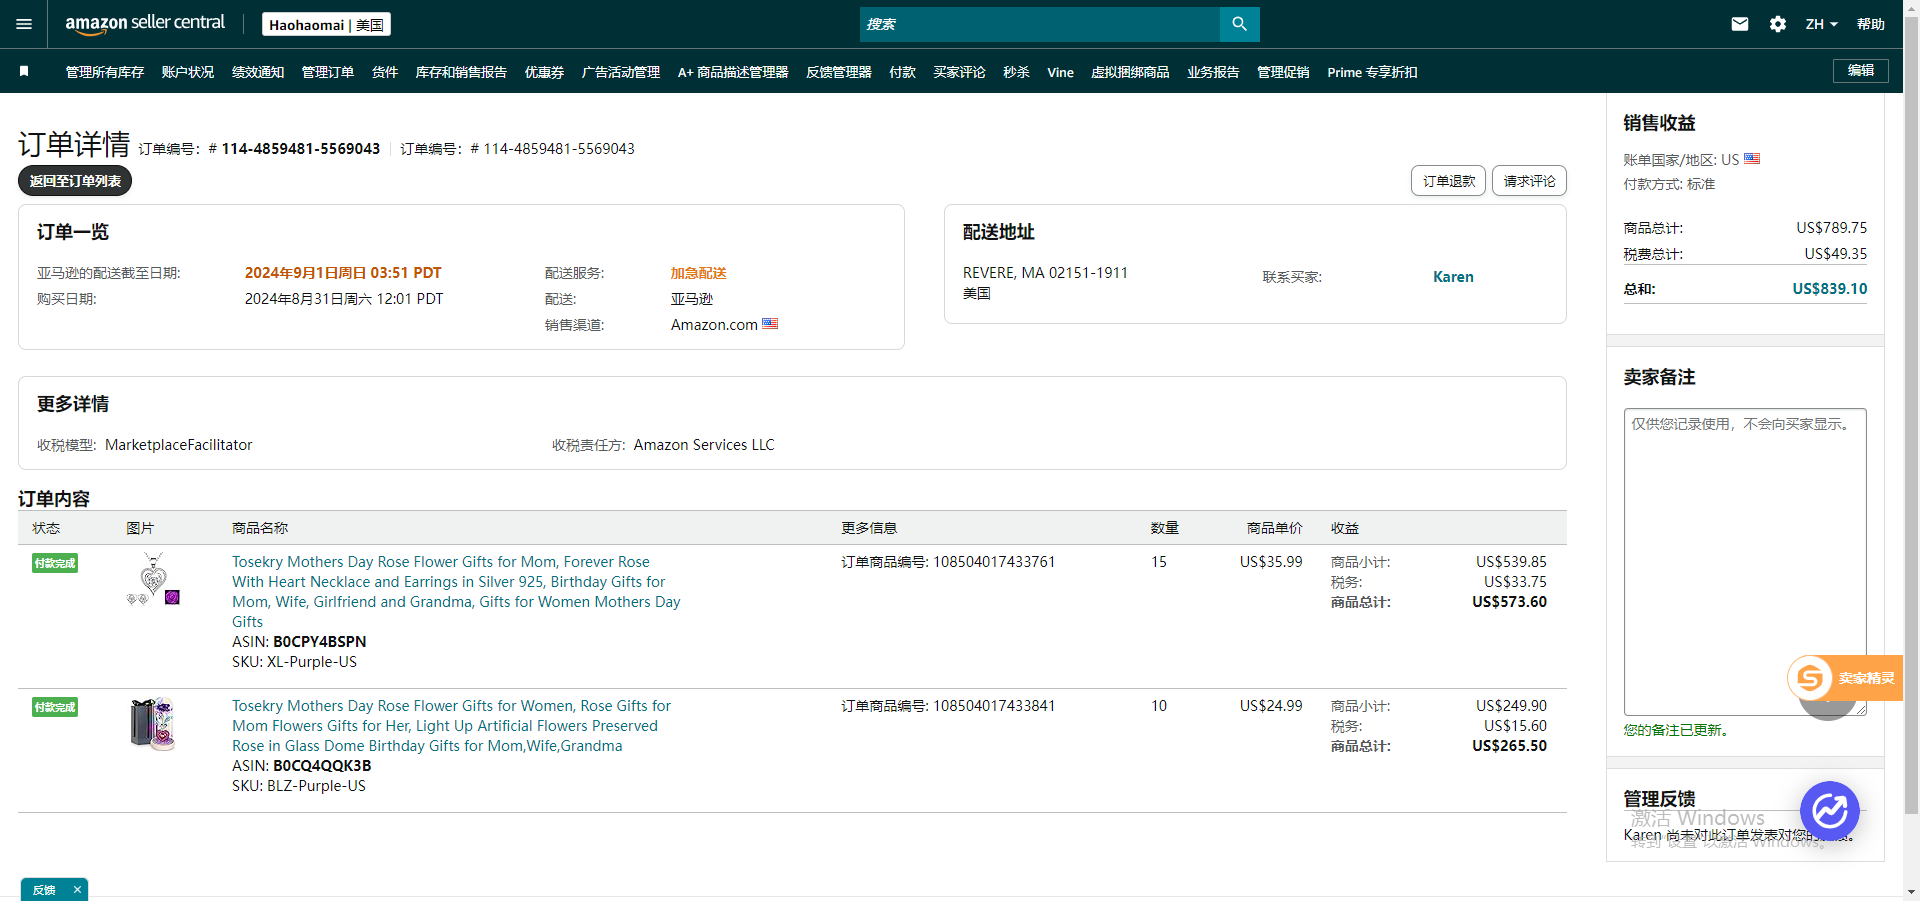 amazon seller central
Haohaomai | 美国
搜索
ZH
帮助
管理所有库存 账户状况 绩效通知 管理订单 货件 库存和销售报告 优惠券 广告活动管理 A+ 商品描述管理器 反馈管理器 付款 买家评论 秒杀 Vine 虚拟捆绑商品 业务报告 管理促销 Prime 专享折扣
编辑
订单详情 订单编号: # 114-4859481-5569043 订单编号: # 114-4859481-5569043
返回至订单列表
订单退款 请求评论
订单一览
亚马逊的配送截至日期: 2024年9月1日周日 03:51 PDT
购买日期: 2024年8月31日周六 12:01 PDT
配送服务: 加急配送
配送: 亚马逊
销售渠道: Amazon.com
配送地址
REVERE, MA 02151-1911
美国
联系买家: Karen
更多详情
收税模型: MarketplaceFacilitator 收税责任方: Amazon Services LLC
订单内容
状态 图片 商品名称 更多信息 数量 商品单价 收益
付款完成
Tosekry Mothers Day Rose Flower Gifts for Mom, Forever Rose
With Heart Necklace and Earrings in Silver 925, Birthday Gifts for
Mom, Wife, Girlfriend and Grandma, Gifts for Women Mothers Day
Gifts
ASIN: B0CPY4BSPN
SKU: XL-Purple-US
订单商品编号: 108504017433761
15
US$35.99
商品小计: US$539.85
税务: US$33.75
商品总计: US$573.60
付款完成
Tosekry Mothers Day Rose Flower Gifts for Women, Rose Gifts for
Mom Flowers Gifts for Her, Light Up Artificial Flowers Preserved
Rose in Glass Dome Birthday Gifts for Mom,Wife,Grandma
ASIN: B0CQ4QQK3B
SKU: BLZ-Purple-US
订单商品编号: 108504017433841
10
US$24.99
商品小计: US$249.90
税务: US$15.60
商品总计: US$265.50
销售收益
账单国家/地区: US
付款方式: 标准
商品总计: US$789.75
税费总计: US$49.35
总和: US$839.10
卖家备注
仅供您记录使用，不会向买家显示。
卖家精灵
您的备注已更新。
管理反馈
Karen 尚未对此订单发表对您的
激活 Windows
转到"设置"以激活 Windows。
反馈 ×